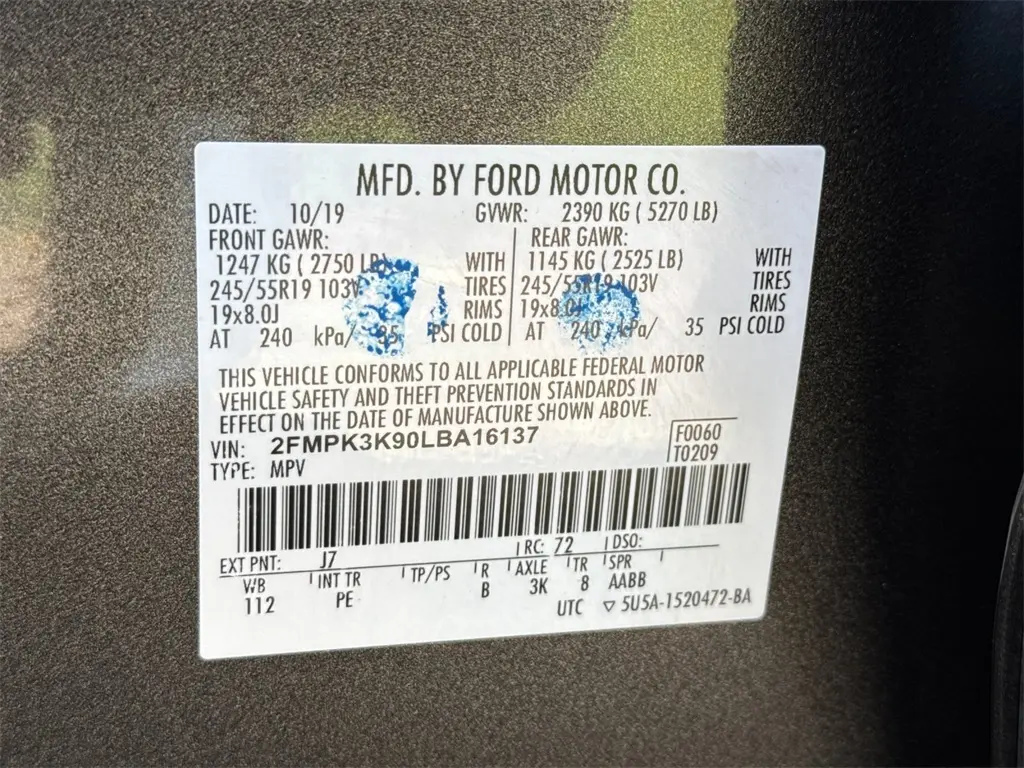 MFD. BY FORD MOTOR CO.
DATE: 10/19 GVWR: 2390 KG ( 5270 LB)
FRONT GAWR: REAR GAWR:
1247 KG ( 2750 LB) WITH 1145 KG ( 2525 LB) WITH
245/55R19 103V TIRES 245/55R19 103V TIRES
19x8.0J RIMS 19x8.0J RIMS
AT 240 kPa/ 35 PSI COLD AT 240 kPa/ 35 PSI COLD
THIS VEHICLE CONFORMS TO ALL APPLICABLE FEDERAL MOTOR
VEHICLE SAFETY AND THEFT PREVENTION STANDARDS IN
EFFECT ON THE DATE OF MANUFACTURE SHOWN ABOVE.
VIN: 2FMPK3K90LBA16137 F0060
TYPE: MPV T0209
EXT PNT: J7 RC: 72 DSO:
WB INT TR TP/PS R AXLE TR SPR
112 PE B 3K 8 AABB
UTC ▽ 5U5A-1520472-BA